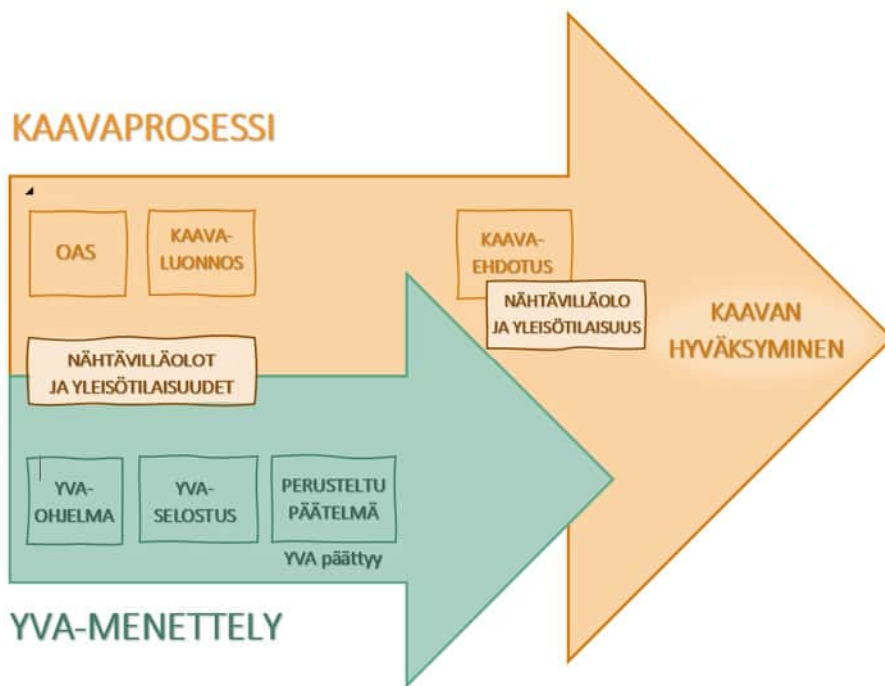 KAAVAPROSESSI
OAS
KAAVA-
LUONNOS
KAAVA-
EHDOTUS
NÄHTÄVILLÄOLO
JA YLEISÖTILAISUUS
KAAVAN
HYVÄKSYMINEN
NÄHTÄVILLÄOLOT
JA YLEISÖTILAISUUDET
YVA-
OHJELMA
YVA-
SELOSTUS
PERUSTELTU
PÄÄTELMÄ
YVA päättyy
YVA-MENETTELY